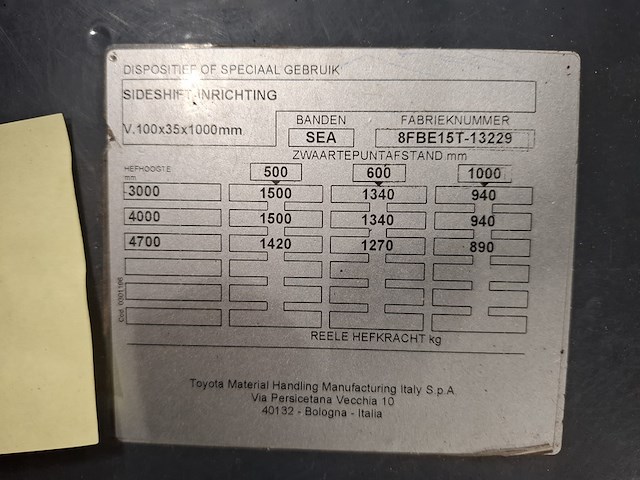 DISPOSITIEF OF SPECIAAL GEBRUIK
SIDESHIFT-INRICHTING
V.100x35x1000mm
BANDEN FABRIEKNUMMER
SEA 8FBE15T-13229
ZWAARTEPUNTAFSTAND mm
HEFHOOGTE
mm
500 600 1000
3000 1500 1340 940
4000 1500 1340 940
4700 1420 1270 890
REELE HEFKRACHT kg
Toyota Material Handling Manufacturing Italy S.p.A
Via Persicetana Vecchia 10
40132 - Bologna - Italia